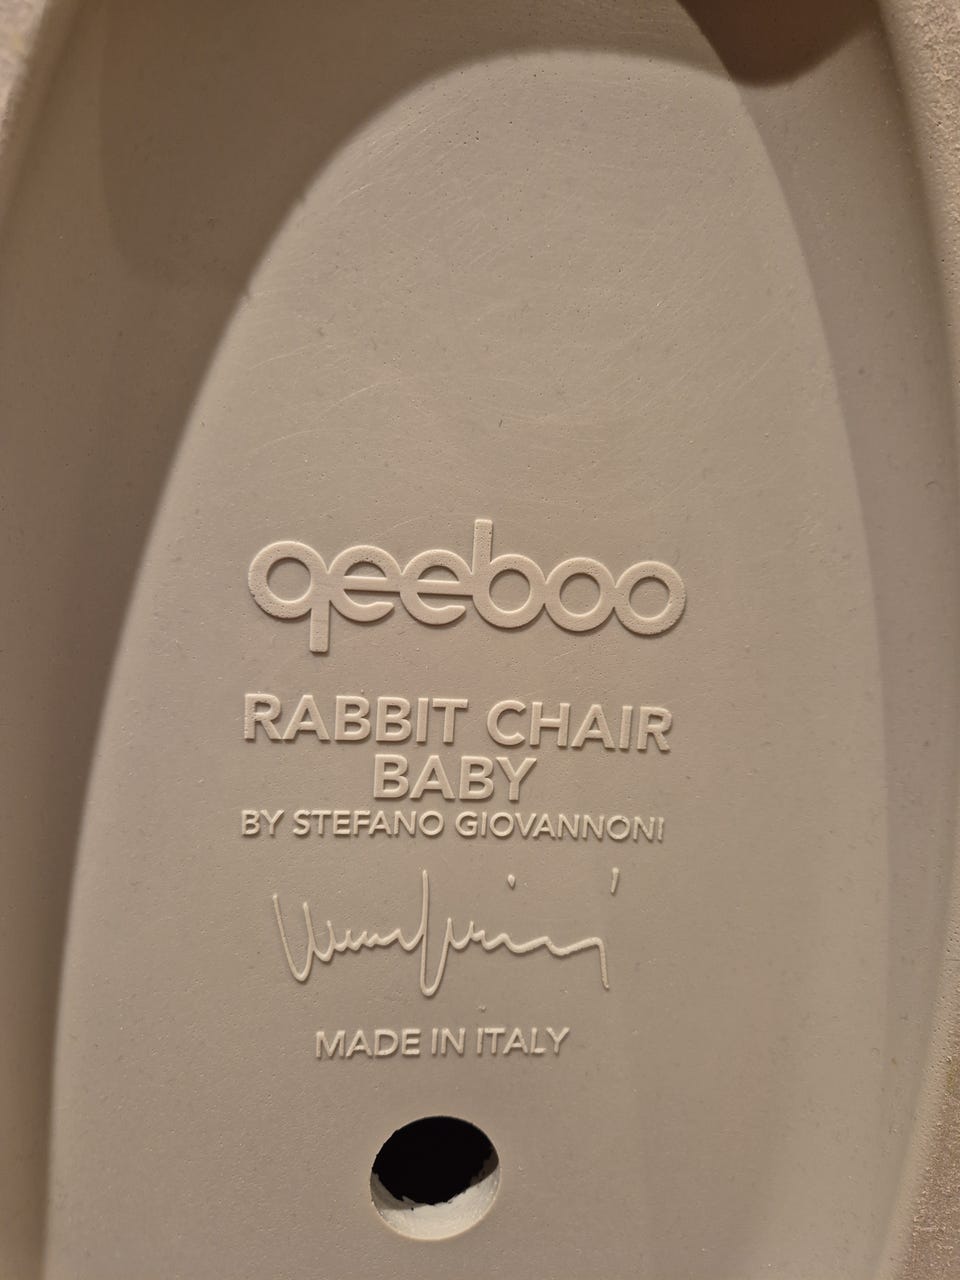 qeeboo
RABBIT CHAIR
BABY
BY STEFANO GIOVANNONI
MADE IN ITALY